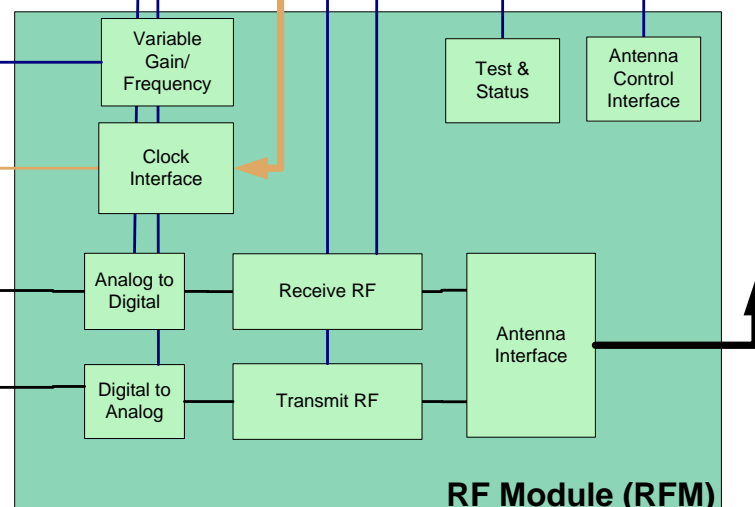 Variable
Gain/
Frequency
Test &
Status
Antenna
Control
Interface
Clock
Interface
Analog to
Digital
Receive RF
Antenna
Interface
Digital to
Analog
Transmit RF
RF Module (RFM)